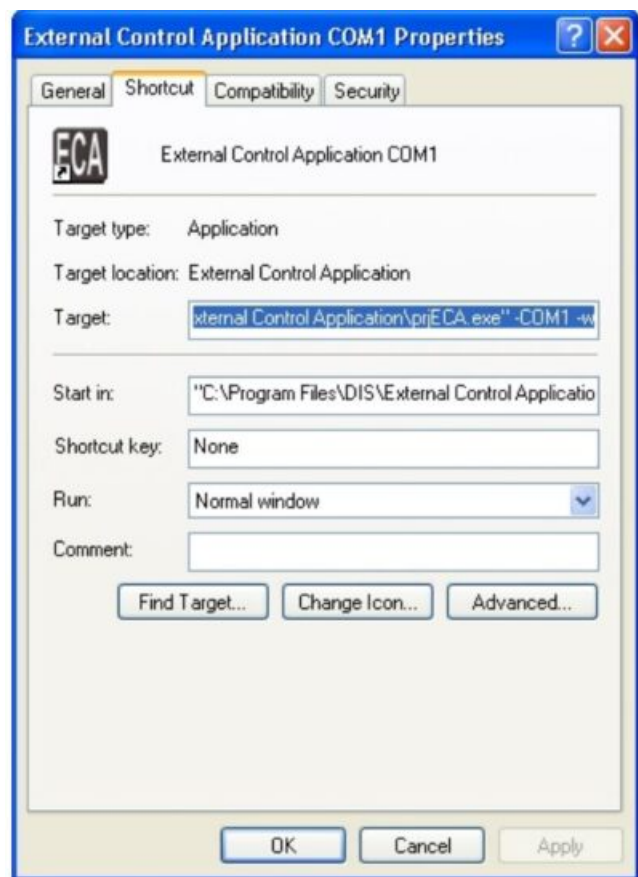 External Control Application COM1 Properties
General Shortcut Compatibility Security
ECA
External Control Application COM1
Target type: Application
Target location: External Control Application
Target: xternal Control Application\prjECA.exe" -COM1 -w
Start in: "C:\Program Files\DIS\External Control Applicatio
Shortcut key: None
Run: Normal window
Comment:
Find Target... Change Icon... Advanced...
OK Cancel Apply